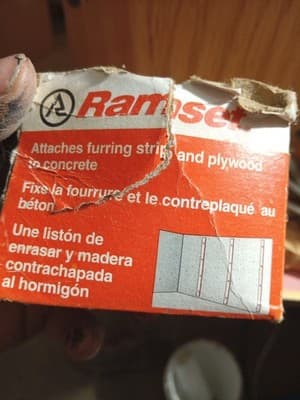 Ramset
Attaches furring strip and plywood
to concrete
Fixe la fourrure et le contreplaqué au
béton
Une listón de
enrasar y madera
contrachapada
al hormigón